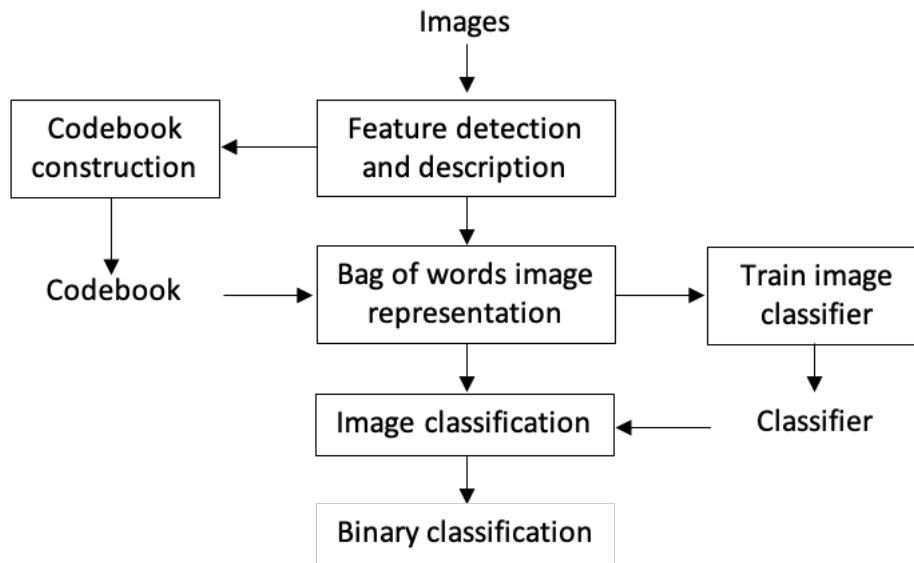 Images
Codebook
construction
Feature detection
and description
Codebook
Bag of words image
representation
Train image
classifier
Image classification
Classifier
Binary classification